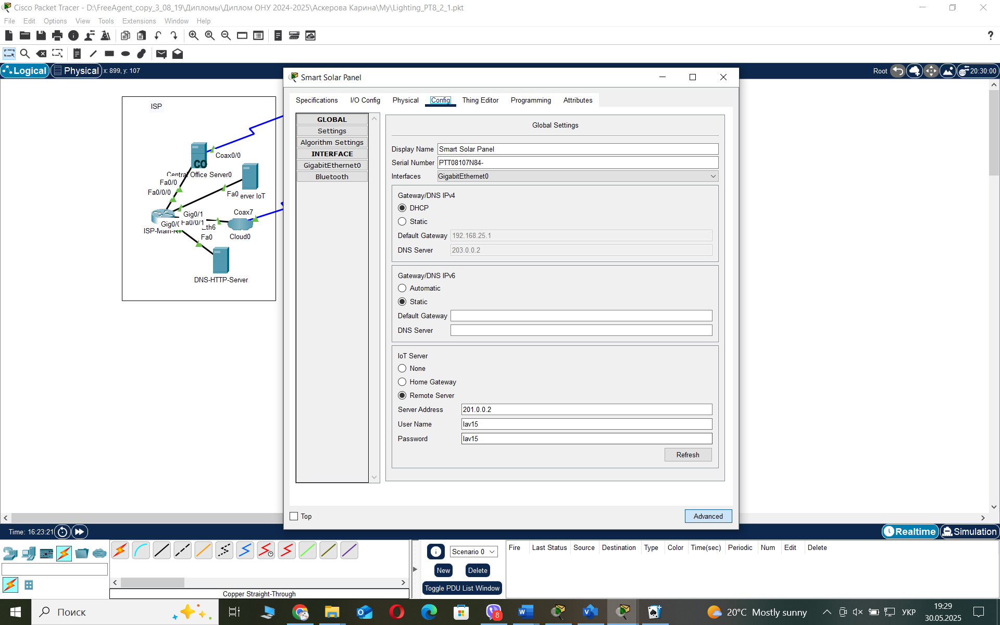 Cisco Packet Tracer - D:\FreeAgent_copy_3_08_19\Дипломы\Диплом ОНУ 2024-2025\Аскерова Карина\My\Lighting_PT8_2_1.pkt
File Edit Options View Tools Extensions Window Help
?
Logical Physical x: 899, y: 107
Root 20:30:00
ISP
Coax0/0
CO
Central Office Server0
Fa0/0
Fa0/0/0
Fa0
erver IoT
Coax7
Gig0/1
Fa0/0/1
Gig0/0
Eth6
ISP-Main-RT
Fa0
Cloud0
DNS-HTTP-Server
Smart Solar Panel
Specifications I/O Config Physical Config Thing Editor Programming Attributes
GLOBAL
Settings
Algorithm Settings
INTERFACE
GigabitEthernet0
Bluetooth
Global Settings
Display Name Smart Solar Panel
Serial Number PTT08107N84-
Interfaces GigabitEthernet0
Gateway/DNS IPv4
DHCP
Static
Default Gateway 192.168.25.1
DNS Server 203.0.0.2
Gateway/DNS IPv6
Automatic
Static
Default Gateway
DNS Server
IoT Server
None
Home Gateway
Remote Server
Server Address 201.0.0.2
User Name lav15
Password lav15
Refresh
Top
Advanced
Time: 16:23:21
Realtime Simulation
Copper Straight-Through
Scenario 0
New Delete
Toggle PDU List Window
Fire Last Status Source Destination Type Color Time(sec) Periodic Num Edit Delete
Поиск
8
20°C Mostly sunny
УКР
19:29
30.05.2025